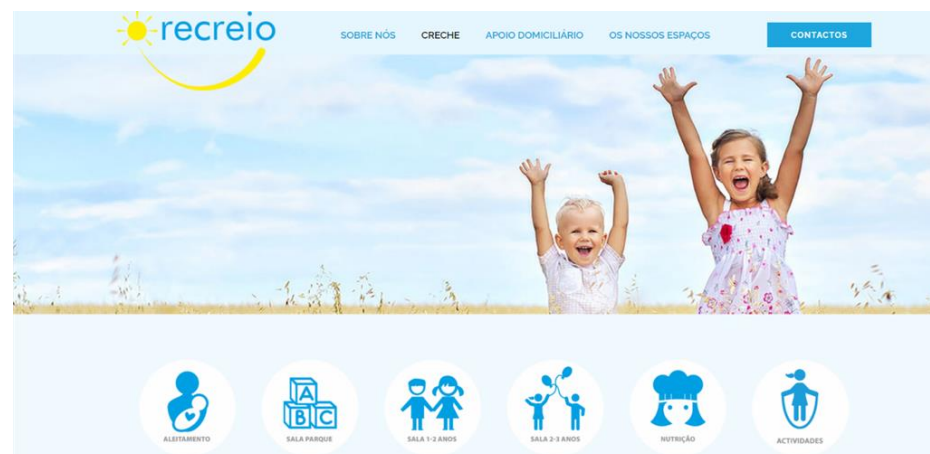 recreio
SOBRE NÓS CRECHE APOIO DOMICILIÁRIO OS NOSSOS ESPAÇOS CONTACTOS
A
B C
ALEITAMENTO SALA PARQUE SALA 1-2 ANOS SALA 2-3 ANOS NUTRIÇÃO ACTIVIDADES